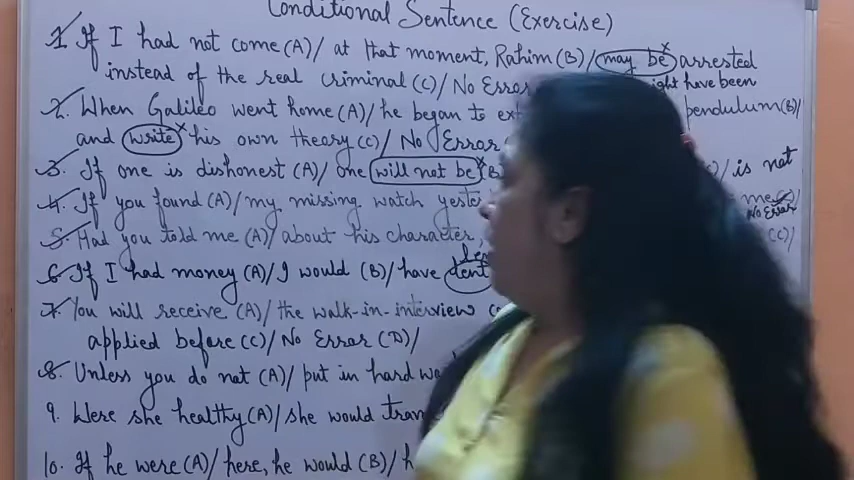 Conditional Sentence (Exercise)
1. If I had not come (A)/ at that moment, Rahim (B)/ may be x arrested
instead of the real criminal (C)/ No Error might have been
2. When Galileo went home (A)/ he began to pendulum (B)/
and write x his own theory (C)/ No Error
3. If one is dishonest (A)/ one will not be x (B) )/ is not
4. If you found (A)/ my missing watch me (C)/
No Error
5. Had you told me (A)/ about his character, (C)/
6. If I had money (A)/ I would (B)/ have lent
7. You will receive (A)/ the walk-in-interview
applied before (C)/ No Error (D)/
8. Unless you do not (A)/ put in hard
9. Were she healthy (A)/ she would
10. If he were (A)/ here, he would (B)/